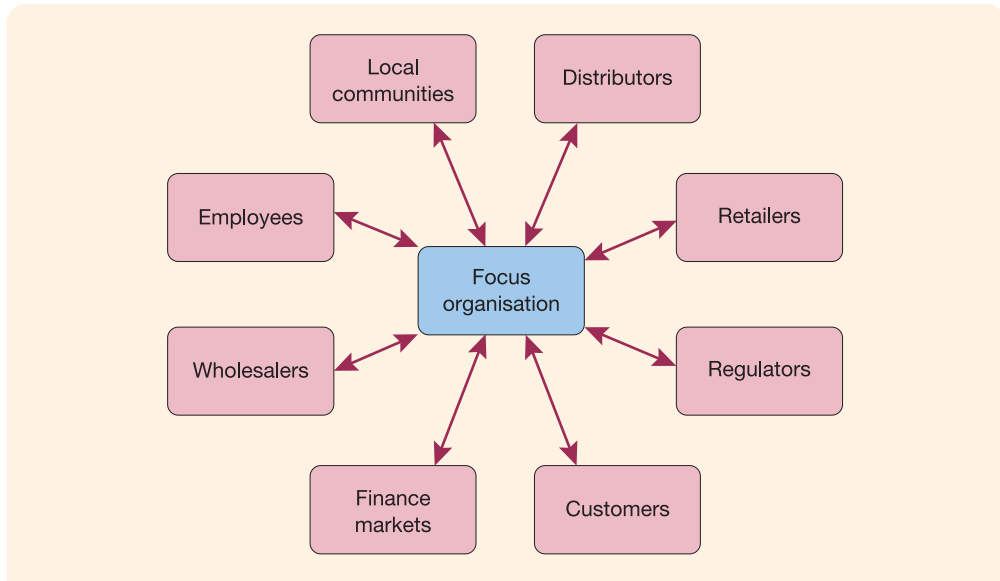 Local
communities
Distributors
Employees
Retailers
Focus
organisation
Wholesalers
Regulators
Finance
markets
Customers